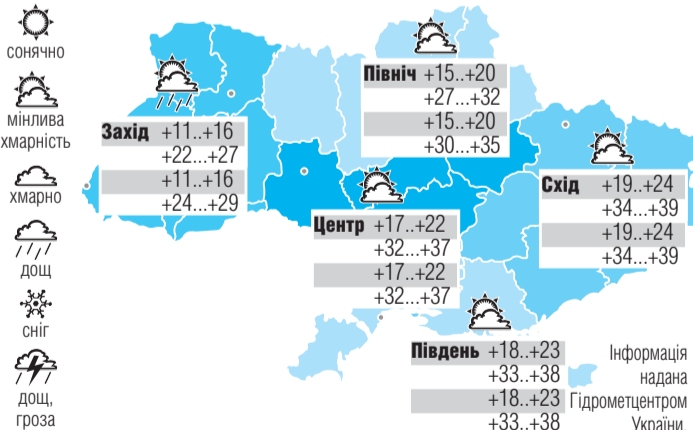 сонячно
мінлива
хмарність
хмарно
дощ
сніг
дощ,
гроза
Північ +15..+20
+27...+32
+15..+20
+30...+35
Захід +11..+16
+22...+27
+11..+16
+24...+29
Схід +19..+24
+34...+39
+19..+24
+34...+39
Центр +17..+22
+32...+37
+17..+22
+32...+37
Південь +18..+23
+33...+38
+18..+23
+33...+38
Інформація
надана
Гідрометцентром
України.